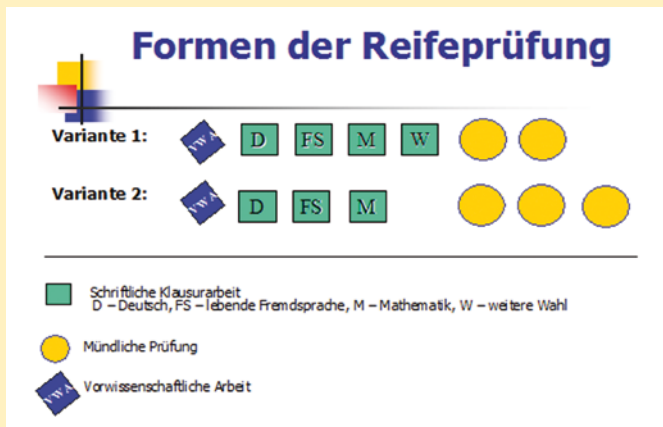 Formen der Reifeprüfung
Variante 1: VWA D FS M W
Variante 2: VWA D FS M
Schriftliche Klausurarbeit
D – Deutsch, FS – lebende Fremdsprache, M – Mathematik, W – weitere Wahl
Mündliche Prüfung
VWA Vorwissenschaftliche Arbeit